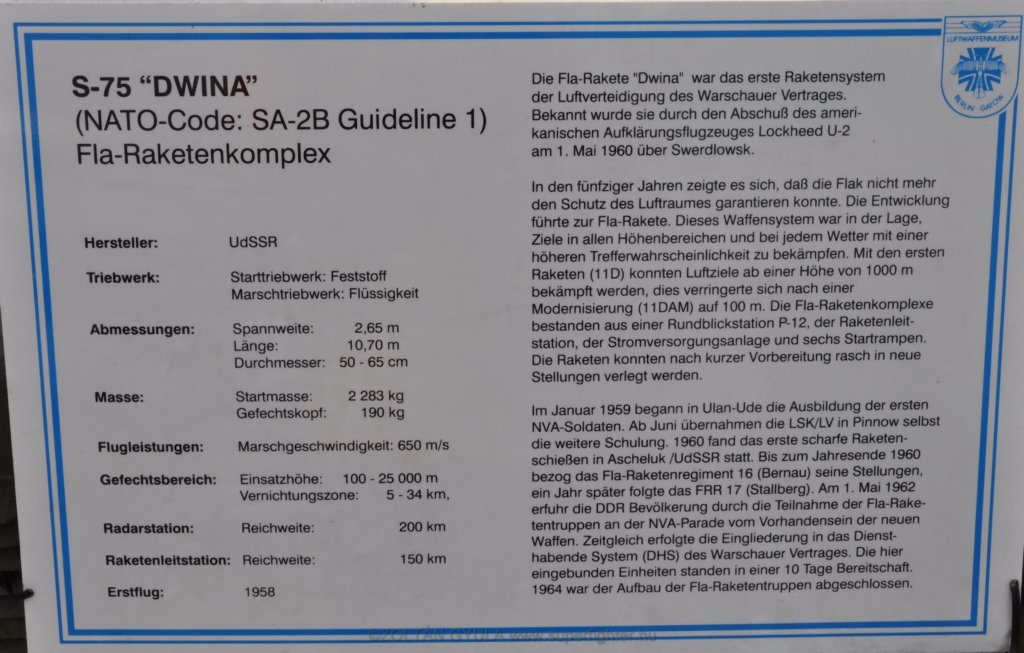 S-75 “DWINA”
(NATO-Code: SA-2B Guideline 1)
Fla-Raketenkomplex
Hersteller: UdSSR
Triebwerk: Starttriebwerk: Feststoff
Marschtriebwerk: Flüssigkeit
Abmessungen: Spannweite: 2,65 m
Länge: 10,70 m
Durchmesser: 50 - 65 cm
Masse: Startmasse: 2 283 kg
Gefechtskopf: 190 kg
Flugleistungen: Marschgeschwindigkeit: 650 m/s
Gefechtsbereich: Einsatzhöhe: 100 - 25 000 m
Vernichtungszone: 5 - 34 km,
Radarstation: Reichweite: 200 km
Raketenleitstation: Reichweite: 150 km
Erstflug: 1958
Die Fla-Rakete "Dwina" war das erste Raketensystem
der Luftverteidigung des Warschauer Vertrages.
Bekannt wurde sie durch den Abschuß des ameri-
kanischen Aufklärungsflugzeuges Lockheed U-2
am 1. Mai 1960 über Swerdlowsk.
In den fünfziger Jahren zeigte es sich, daß die Flak nicht mehr
den Schutz des Luftraumes garantieren konnte. Die Entwicklung
führte zur Fla-Rakete. Dieses Waffensystem war in der Lage,
Ziele in allen Höhenbereichen und bei jedem Wetter mit einer
höheren Trefferwahrscheinlichkeit zu bekämpfen. Mit den ersten
Raketen (11D) konnten Luftziele ab einer Höhe von 1000 m
bekämpft werden, dies verringerte sich nach einer
Modernisierung (11DAM) auf 100 m. Die Fla-Raketenkomplexe
bestanden aus einer Rundblickstation P-12, der Raketenleit-
station, der Stromversorgungsanlage und sechs Startrampen.
Die Raketen konnten nach kurzer Vorbereitung rasch in neue
Stellungen verlegt werden.
Im Januar 1959 begann in Ulan-Ude die Ausbildung der ersten
NVA-Soldaten. Ab Juni übernahmen die LSK/LV in Pinnow selbst
die weitere Schulung. 1960 fand das erste scharfe Raketen-
schießen in Ascheluk /UdSSR statt. Bis zum Jahresende 1960
bezog das Fla-Raketenregiment 16 (Bernau) seine Stellungen,
ein Jahr später folgte das FRR 17 (Stallberg). Am 1. Mai 1962
erfuhr die DDR Bevölkerung durch die Teilnahme der Fla-Rake-
tentruppen an der NVA-Parade vom Vorhandensein der neuen
Waffen. Zeitgleich erfolgte die Eingliederung in das Dienst-
habende System (DHS) des Warschauer Vertrages. Die hier
eingebunden Einheiten standen in einer 10 Tage Bereitschaft.
1964 war der Aufbau der Fla-Raketentruppen abgeschlossen.
LUFTWAFFENMUSEUM
BERLIN - GATOW
©ZOLTÁN GYULA www.superfighter.hu